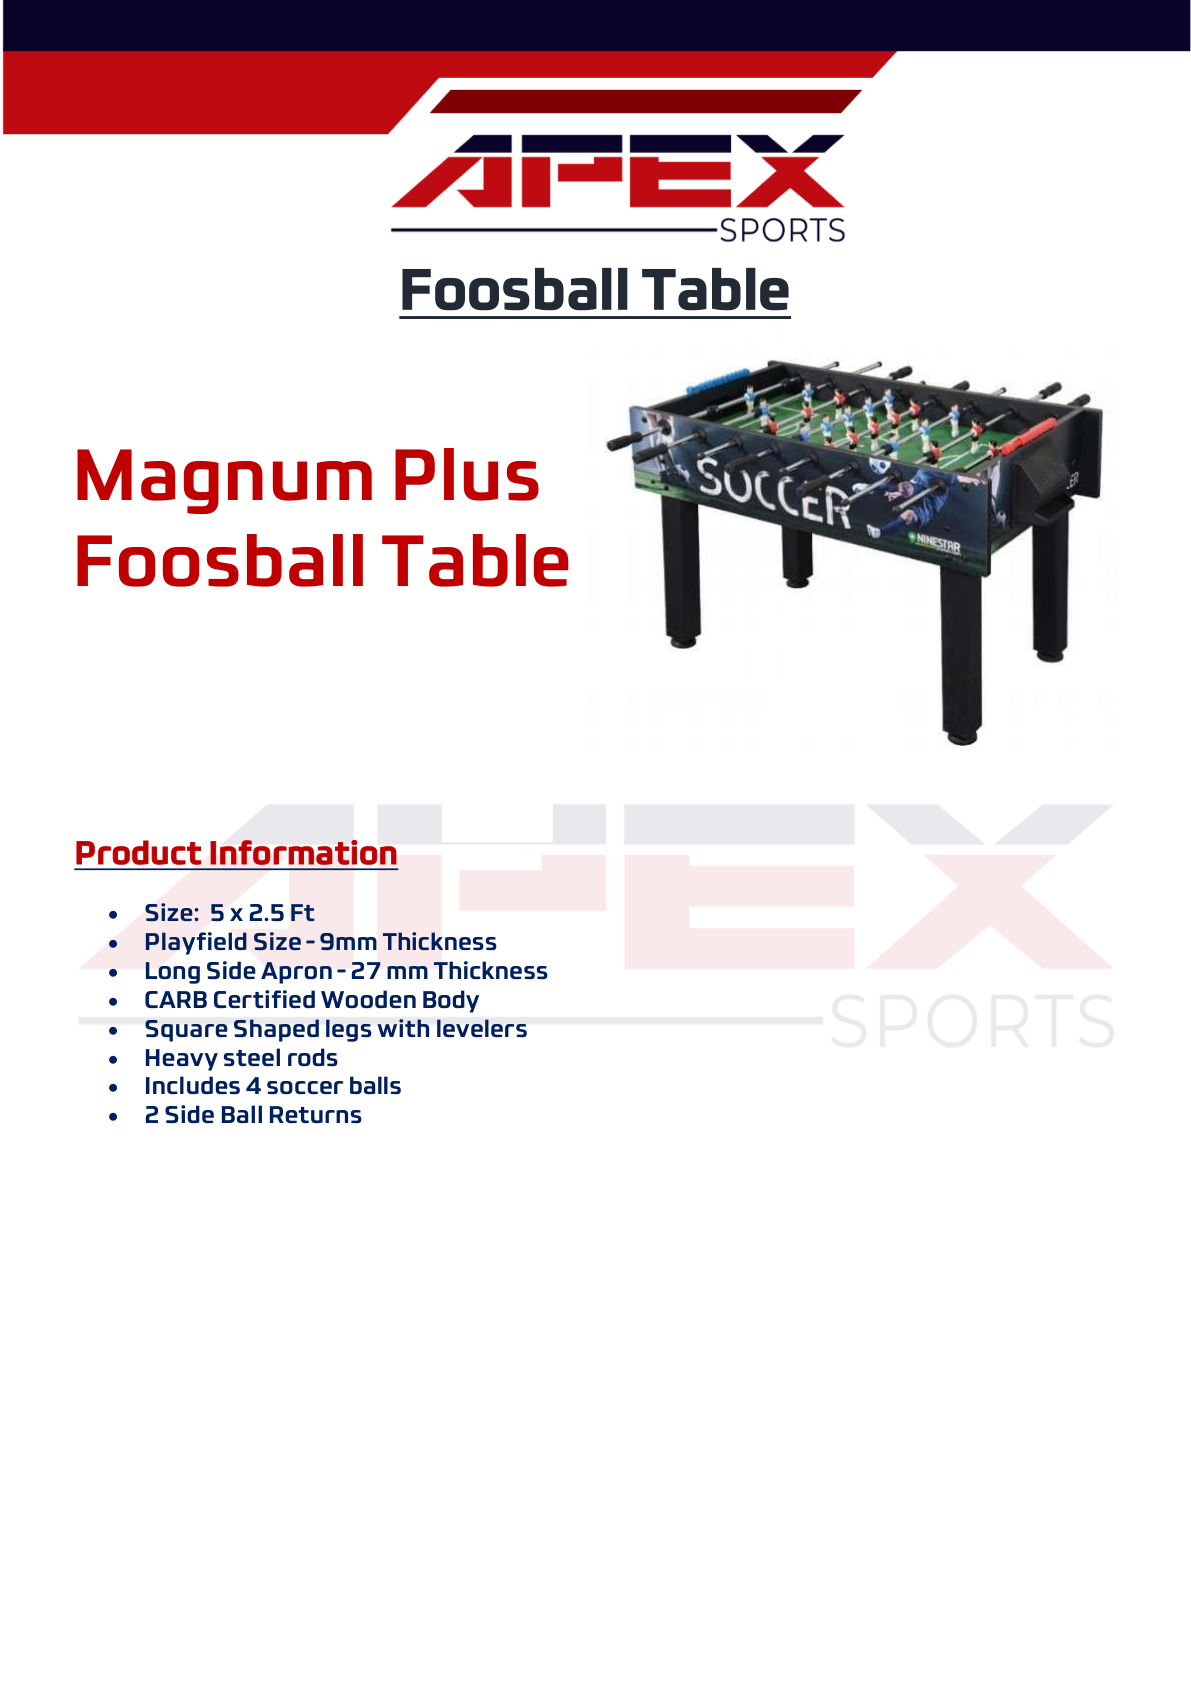 APEX
SPORTS
Foosball Table
Magnum Plus
Foosball Table
SOCCER
NINESTAR
CER
Product Information
APEX
SPORTS
• Size:  5 x 2.5 Ft
• Playfield Size - 9mm Thickness
• Long Side Apron - 27 mm Thickness
• CARB Certified Wooden Body
• Square Shaped legs with levelers
• Heavy steel rods
• Includes 4 soccer balls
• 2 Side Ball Returns